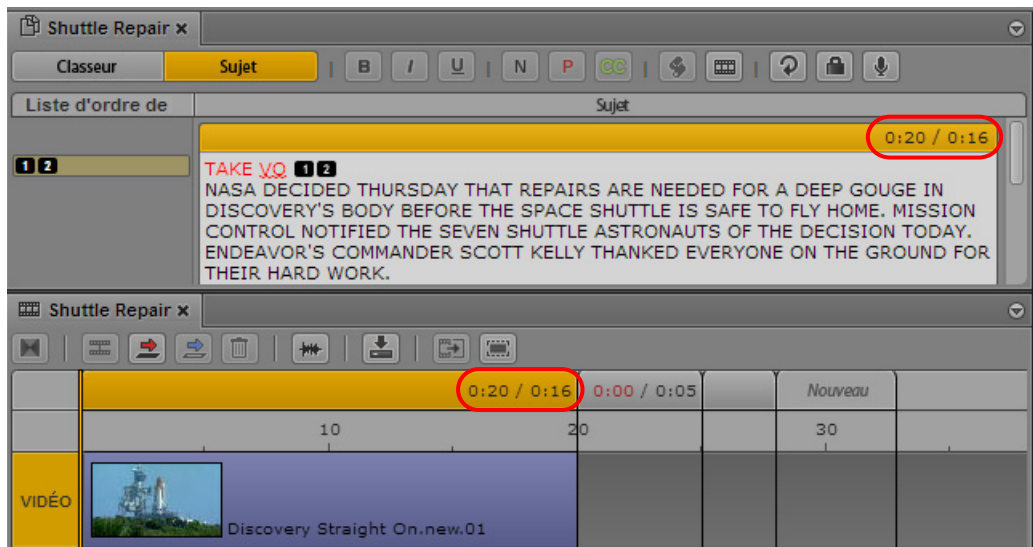 Shuttle Repair ×
Classeur Sujet | B I U | N P CC |
Liste d'ordre de Sujet
0:20 / 0:16
1 2
TAKE VO 1 2
NASA DECIDED THURSDAY THAT REPAIRS ARE NEEDED FOR A DEEP GOUGE IN
DISCOVERY'S BODY BEFORE THE SPACE SHUTTLE IS SAFE TO FLY HOME. MISSION
CONTROL NOTIFIED THE SEVEN SHUTTLE ASTRONAUTS OF THE DECISION TODAY.
ENDEAVOR'S COMMANDER SCOTT KELLY THANKED EVERYONE ON THE GROUND FOR
THEIR HARD WORK.
Shuttle Repair ×
0:20 / 0:16 0:00 / 0:05 Nouveau
10 20 30
VIDÉO
Discovery Straight On.new.01